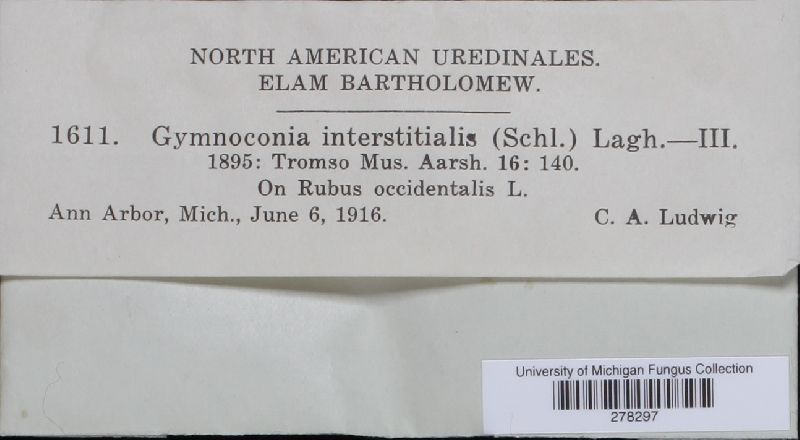 NORTH AMERICAN UREDINALES.
ELAM BARTHOLOMEW.
1611. Gymnoconia interstitialis (Schl.) Lagh.—III.
1895: Tromso Mus. Aarsh. 16: 140.
On Rubus occidentalis L.
Ann Arbor, Mich., June 6, 1916. C. A. Ludwig
University of Michigan Fungus Collection
278297